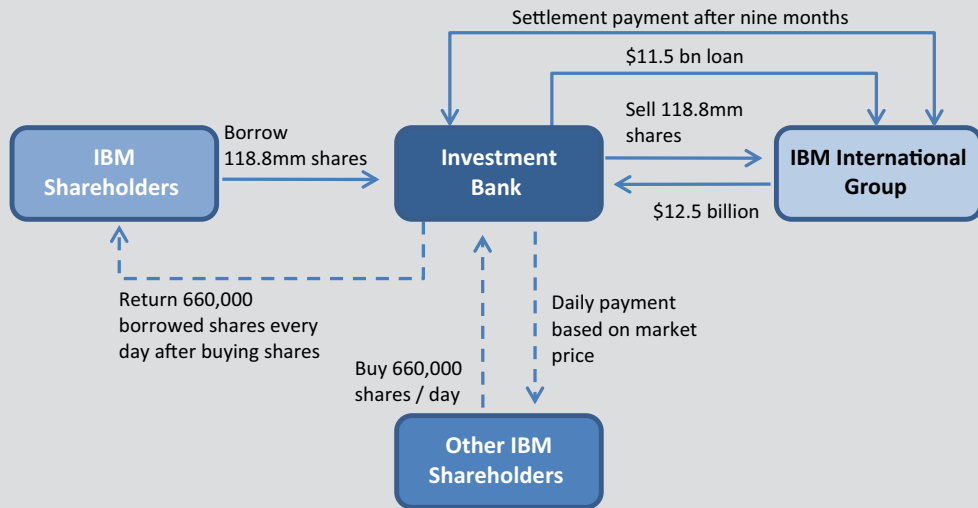 Settlement payment after nine months
$11.5 bn loan
Borrow
118.8mm shares
Sell 118.8mm
shares
IBM
Shareholders
Investment
Bank
IBM International
Group
$12.5 billion
Return 660,000
borrowed shares every
day after buying shares
Buy 660,000
shares / day
Daily payment
based on market
price
Other IBM
Shareholders